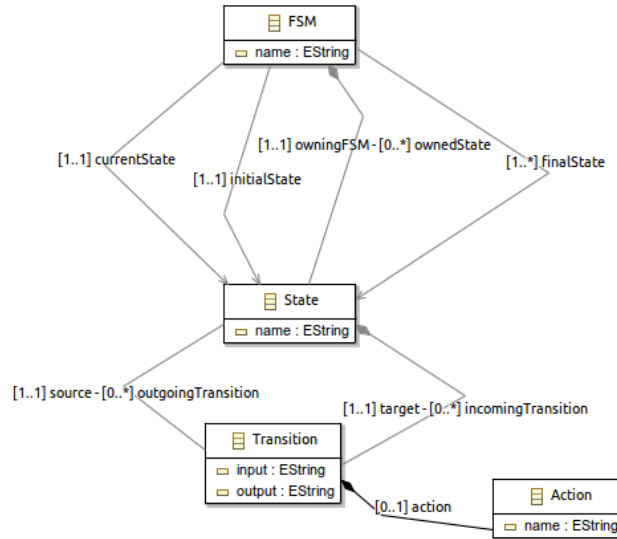 FSM
name : EString
[1..1] owningFSM - [0..*] ownedState
[1..1] currentState
[1..*] finalState
[1..1] initialState
State
name : EString
[1..1] source - [0..*] outgoingTransition
[1..1] target - [0..*] incomingTransition
Transition
input : EString
output : EString
[0..1] action
Action
name : EString